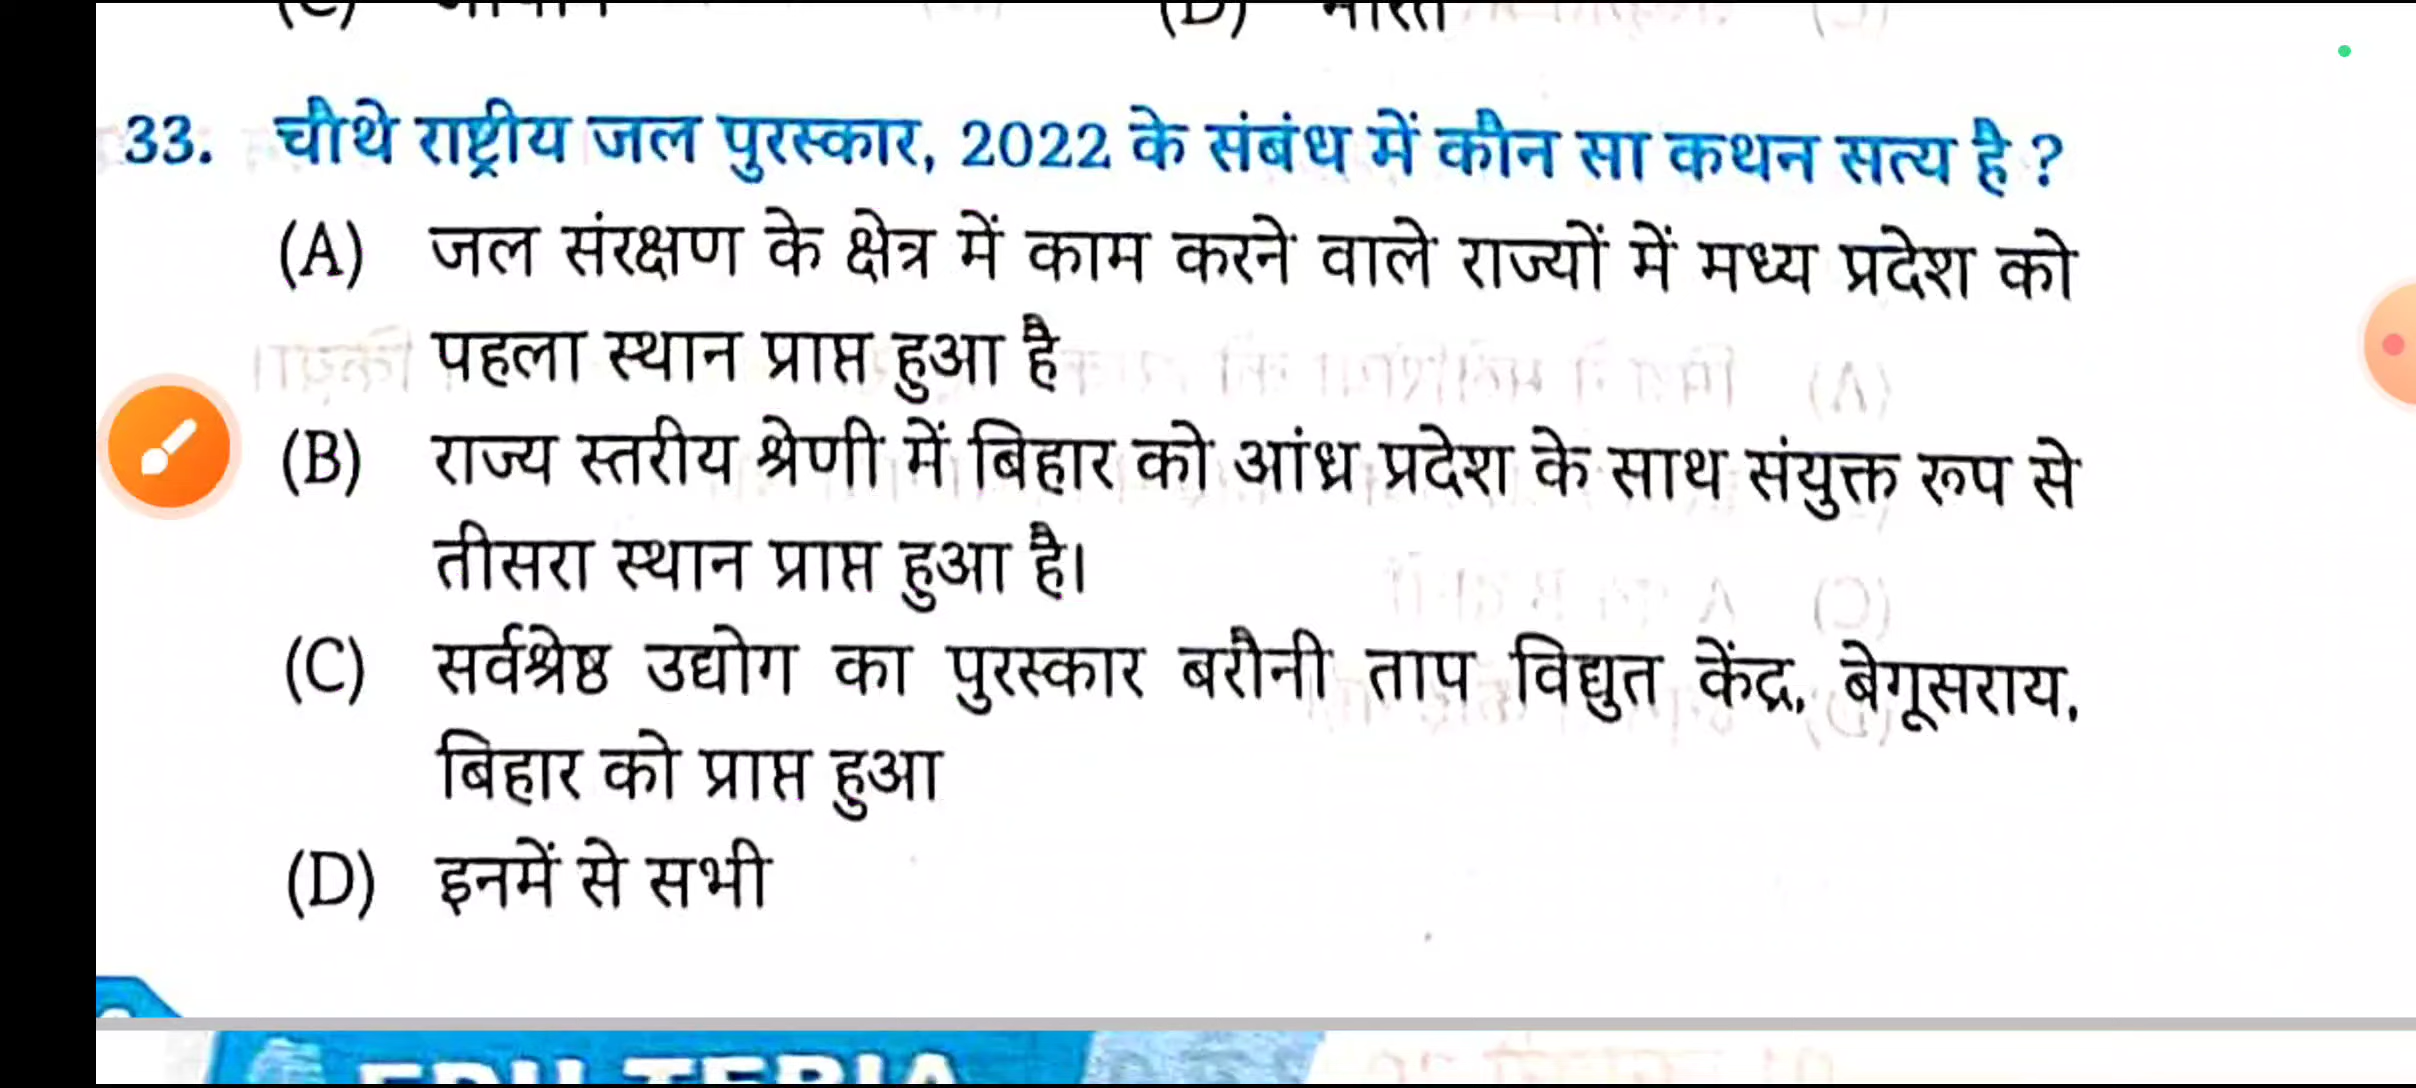 33. चौथे राष्ट्रीय जल पुरस्कार, 2022 के संबंध में कौन सा कथन सत्य है ?
(A) जल संरक्षण के क्षेत्र में काम करने वाले राज्यों में मध्य प्रदेश को
पहला स्थान प्राप्त हुआ है
(B) राज्य स्तरीय श्रेणी में बिहार को आंध्र प्रदेश के साथ संयुक्त रूप से
तीसरा स्थान प्राप्त हुआ है।
(C) सर्वश्रेष्ठ उद्योग का पुरस्कार बरौनी ताप विद्युत केंद्र, बेगूसराय,
बिहार को प्राप्त हुआ
(D) इनमें से सभी